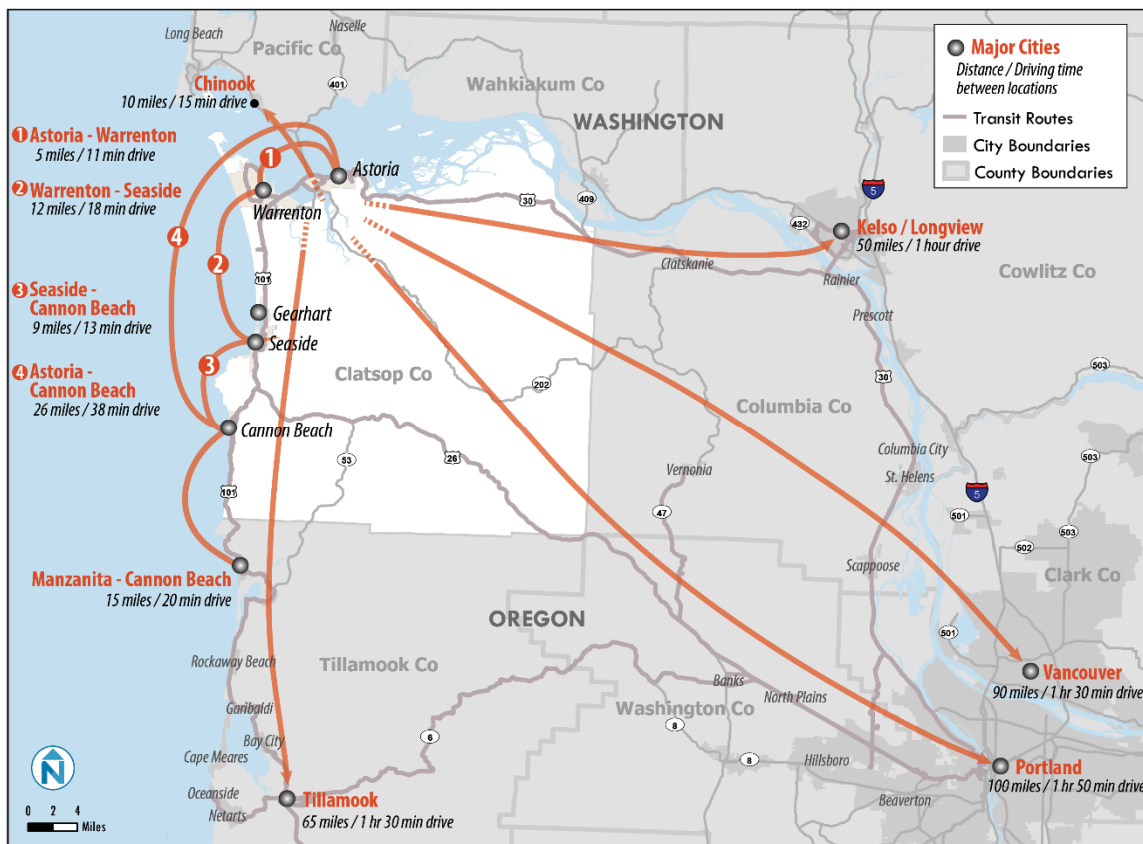 Long Beach
Naselle
Pacific Co
401
Chinook
10 miles / 15 min drive
Wahkiakum Co
WASHINGTON
Major Cities
Distance / Driving time
between locations
Transit Routes
City Boundaries
County Boundaries
1 Astoria - Warrenton
5 miles / 11 min drive
2 Warrenton - Seaside
12 miles / 18 min drive
3 Seaside -
Cannon Beach
9 miles / 13 min drive
4 Astoria -
Cannon Beach
26 miles / 38 min drive
1
Astoria
Warrenton
4
2
101
Gearhart
Seaside
3
Clatsop Co
202
Cannon Beach
53
26
101
Manzanita - Cannon Beach
15 miles / 20 min drive
30
409
432
5
Kelso / Longview
50 miles / 1 hour drive
Clatskanie
Rainier
Cowlitz Co
Prescott
30
503
Columbia Co
Columbia City
St. Helens
Vernonia
47
503
5
501
503
502
Scappoose
Clark Co
501
OREGON
Rockaway Beach
Tillamook Co
Garibaldi
Bay City
Cape Meares
Oceanside
Netarts
6
Banks
North Plains
Washington Co
8
8
Hillsboro
Beaverton
Vancouver
90 miles / 1 hr 30 min drive
Portland
100 miles / 1 hr 50 min drive
Tillamook
65 miles / 1 hr 30 min drive
N
0 2 4
Miles